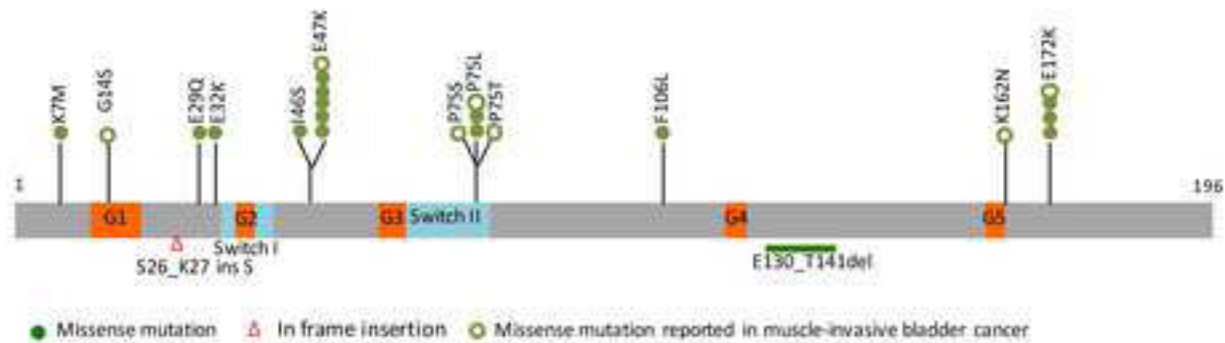 K7M
G14S
E29Q
E32K
I46S
E47K
P75S
P75L
P75T
F106L
K162N
E172K
1
196
G1
G2
G3
Switch II
G4
G5
Switch I
S26_K27 ins S
E130_T141del
Missense mutation
In frame insertion
Missense mutation reported in muscle-invasive bladder cancer